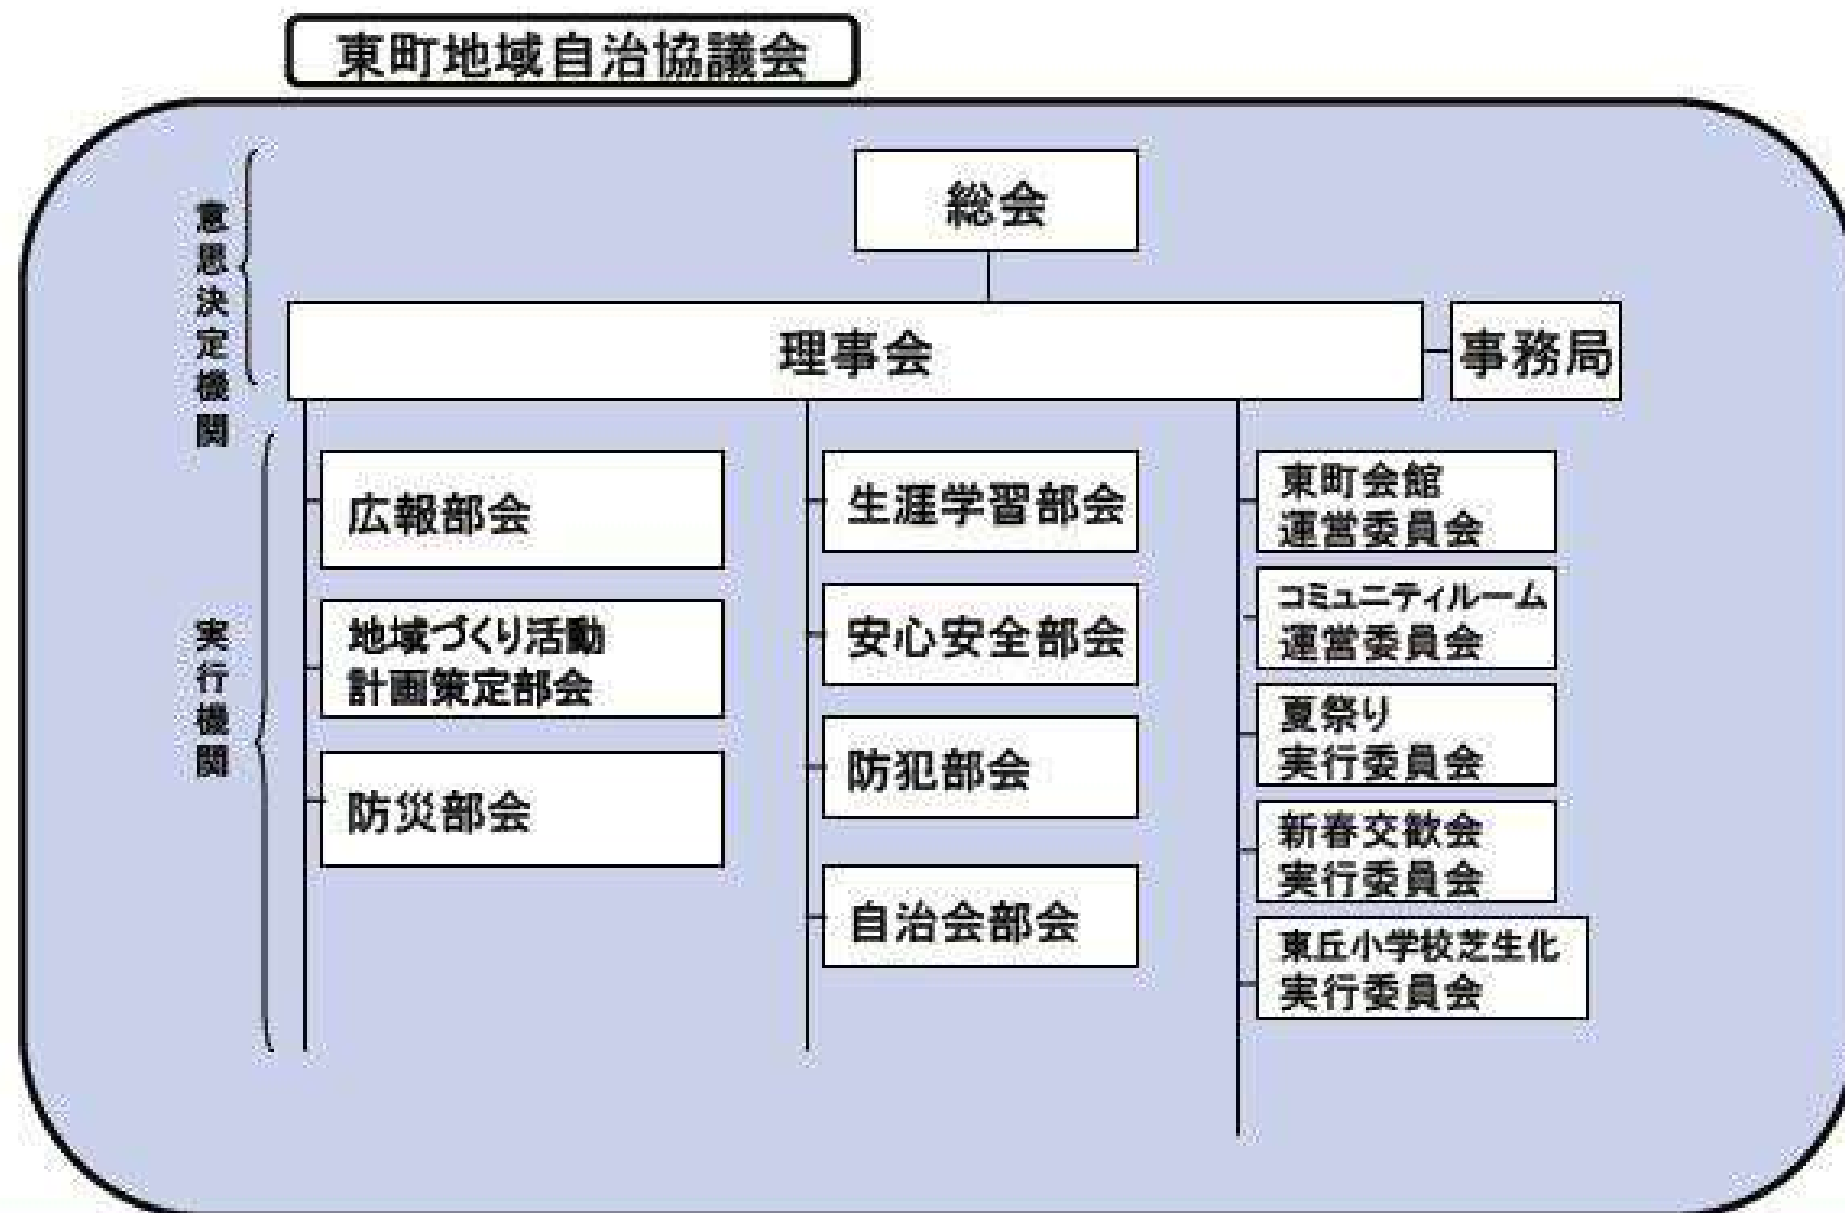 東町地域自治協議会
意思決定機関
総会
理事会
事務局
実行機関
広報部会
地域づくり活動
計画策定部会
防災部会
生涯学習部会
安心安全部会
防犯部会
自治会部会
東町会館
運営委員会
コミュニティルーム
運営委員会
夏祭り
実行委員会
新春交歓会
実行委員会
東丘小学校芝生化
実行委員会